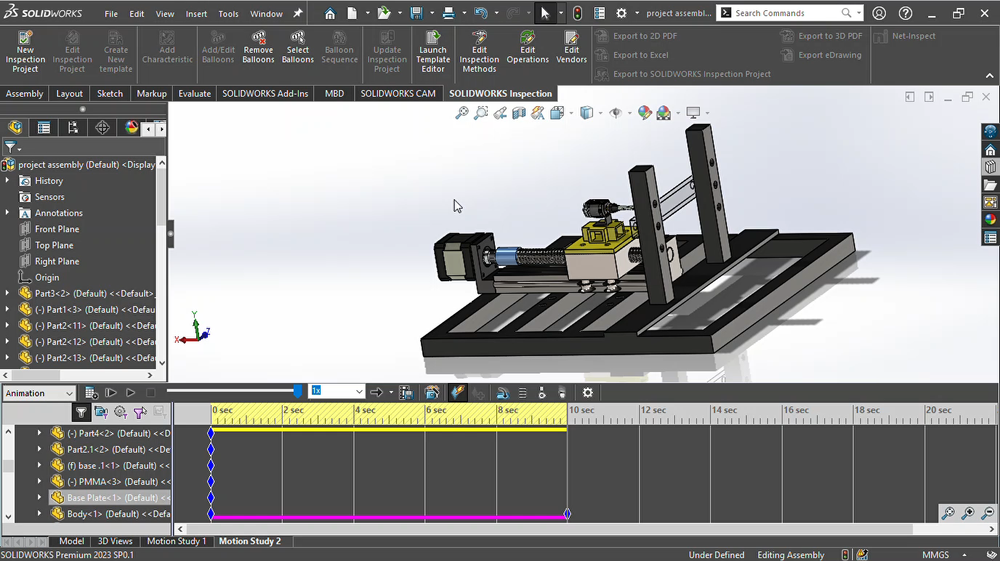 SOLIDWORKS File Edit View Insert Tools Window project assembl... Search Commands
New Inspection Project
Edit Inspection Project
Create New template
Add Characteristic
Add/Edit Balloons
Remove Balloons
Select Balloons
Balloon Sequence
Update Inspection Project
Launch Template Editor
Edit Inspection Methods
Edit Operations
Edit Vendors
Export to 2D PDF
Export to Excel
Export to SOLIDWORKS Inspection Project
Export to 3D PDF
Export eDrawing
Net-Inspect
Assembly Layout Sketch Markup Evaluate SOLIDWORKS Add-Ins MBD SOLIDWORKS CAM SOLIDWORKS Inspection
project assembly (Default) <Display
History
Sensors
A Annotations
Front Plane
Top Plane
Right Plane
Origin
Part3<2> (Default) <<Default>_
(-) Part1<3> (Default) <<Defau
(-) Part2<11> (Default) <<Defa
(-) Part2<12> (Default) <<Defa
(-) Part2<13> (Default) <<Defa
Y
X Z
Animation 1x
0 sec 2 sec 4 sec 6 sec 8 sec 10 sec 12 sec 14 sec 16 sec 18 sec 20 sec
(-) Part4<2> (Default) <<D
Part2.1<2> (Default) <<De
(f) base .1<1> (Default) <<
(-) PMMA<3> (Default) <<
Base Plate<1> (Default) <<
Body<1> (Default) <<Defa
Model 3D Views Motion Study 1 Motion Study 2
SOLIDWORKS Premium 2023 SP0.1 Under Defined Editing Assembly MMGS